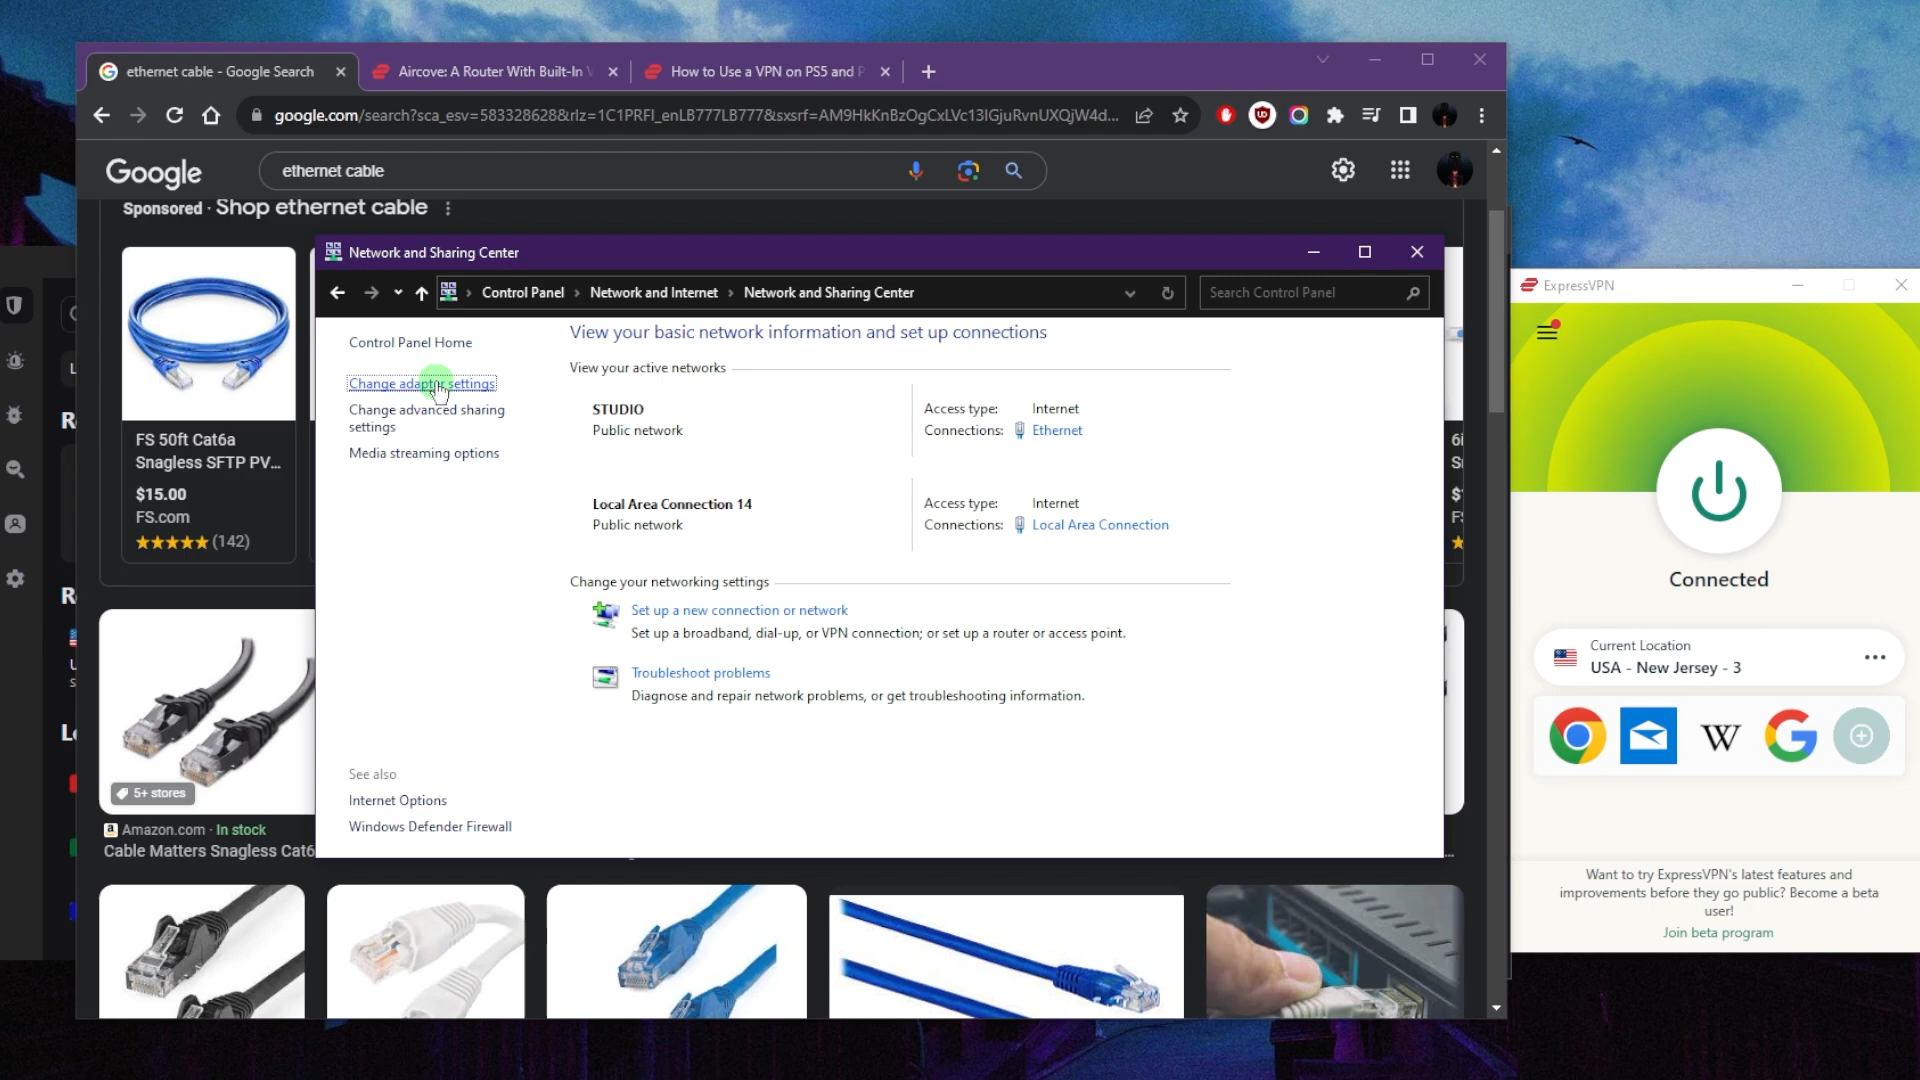 ethernet cable - Google Search
Aircove: A Router With Built-In V
How to Use a VPN on PS5 and P
google.com/search?sca_esv=583328628&rlz=1C1PRFI_enLB777LB777&sxsrf=AM9HkKnBzOgCxLVc13IGjuRvnUXQjW4d...
Google
ethernet cable
Sponsored · Shop ethernet cable
Network and Sharing Center
Control Panel > Network and Internet > Network and Sharing Center
Search Control Panel
Control Panel Home
Change adapter settings
Change advanced sharing
settings
Media streaming options
View your basic network information and set up connections
View your active networks
STUDIO
Public network
Access type: Internet
Connections: Ethernet
Local Area Connection 14
Public network
Access type: Internet
Connections: Local Area Connection
Change your networking settings
Set up a new connection or network
Set up a broadband, dial-up, or VPN connection; or set up a router or access point.
Troubleshoot problems
Diagnose and repair network problems, or get troubleshooting information.
See also
Internet Options
Windows Defender Firewall
FS 50ft Cat6a
Snagless SFTP PV...
$15.00
FS.com
(142)
5+ stores
Amazon.com · In stock
Cable Matters Snagless Cat6
ExpressVPN
Connected
Current Location
USA - New Jersey - 3
W
Want to try ExpressVPN's latest features and
improvements before they go public? Become a beta
user!
Join beta program